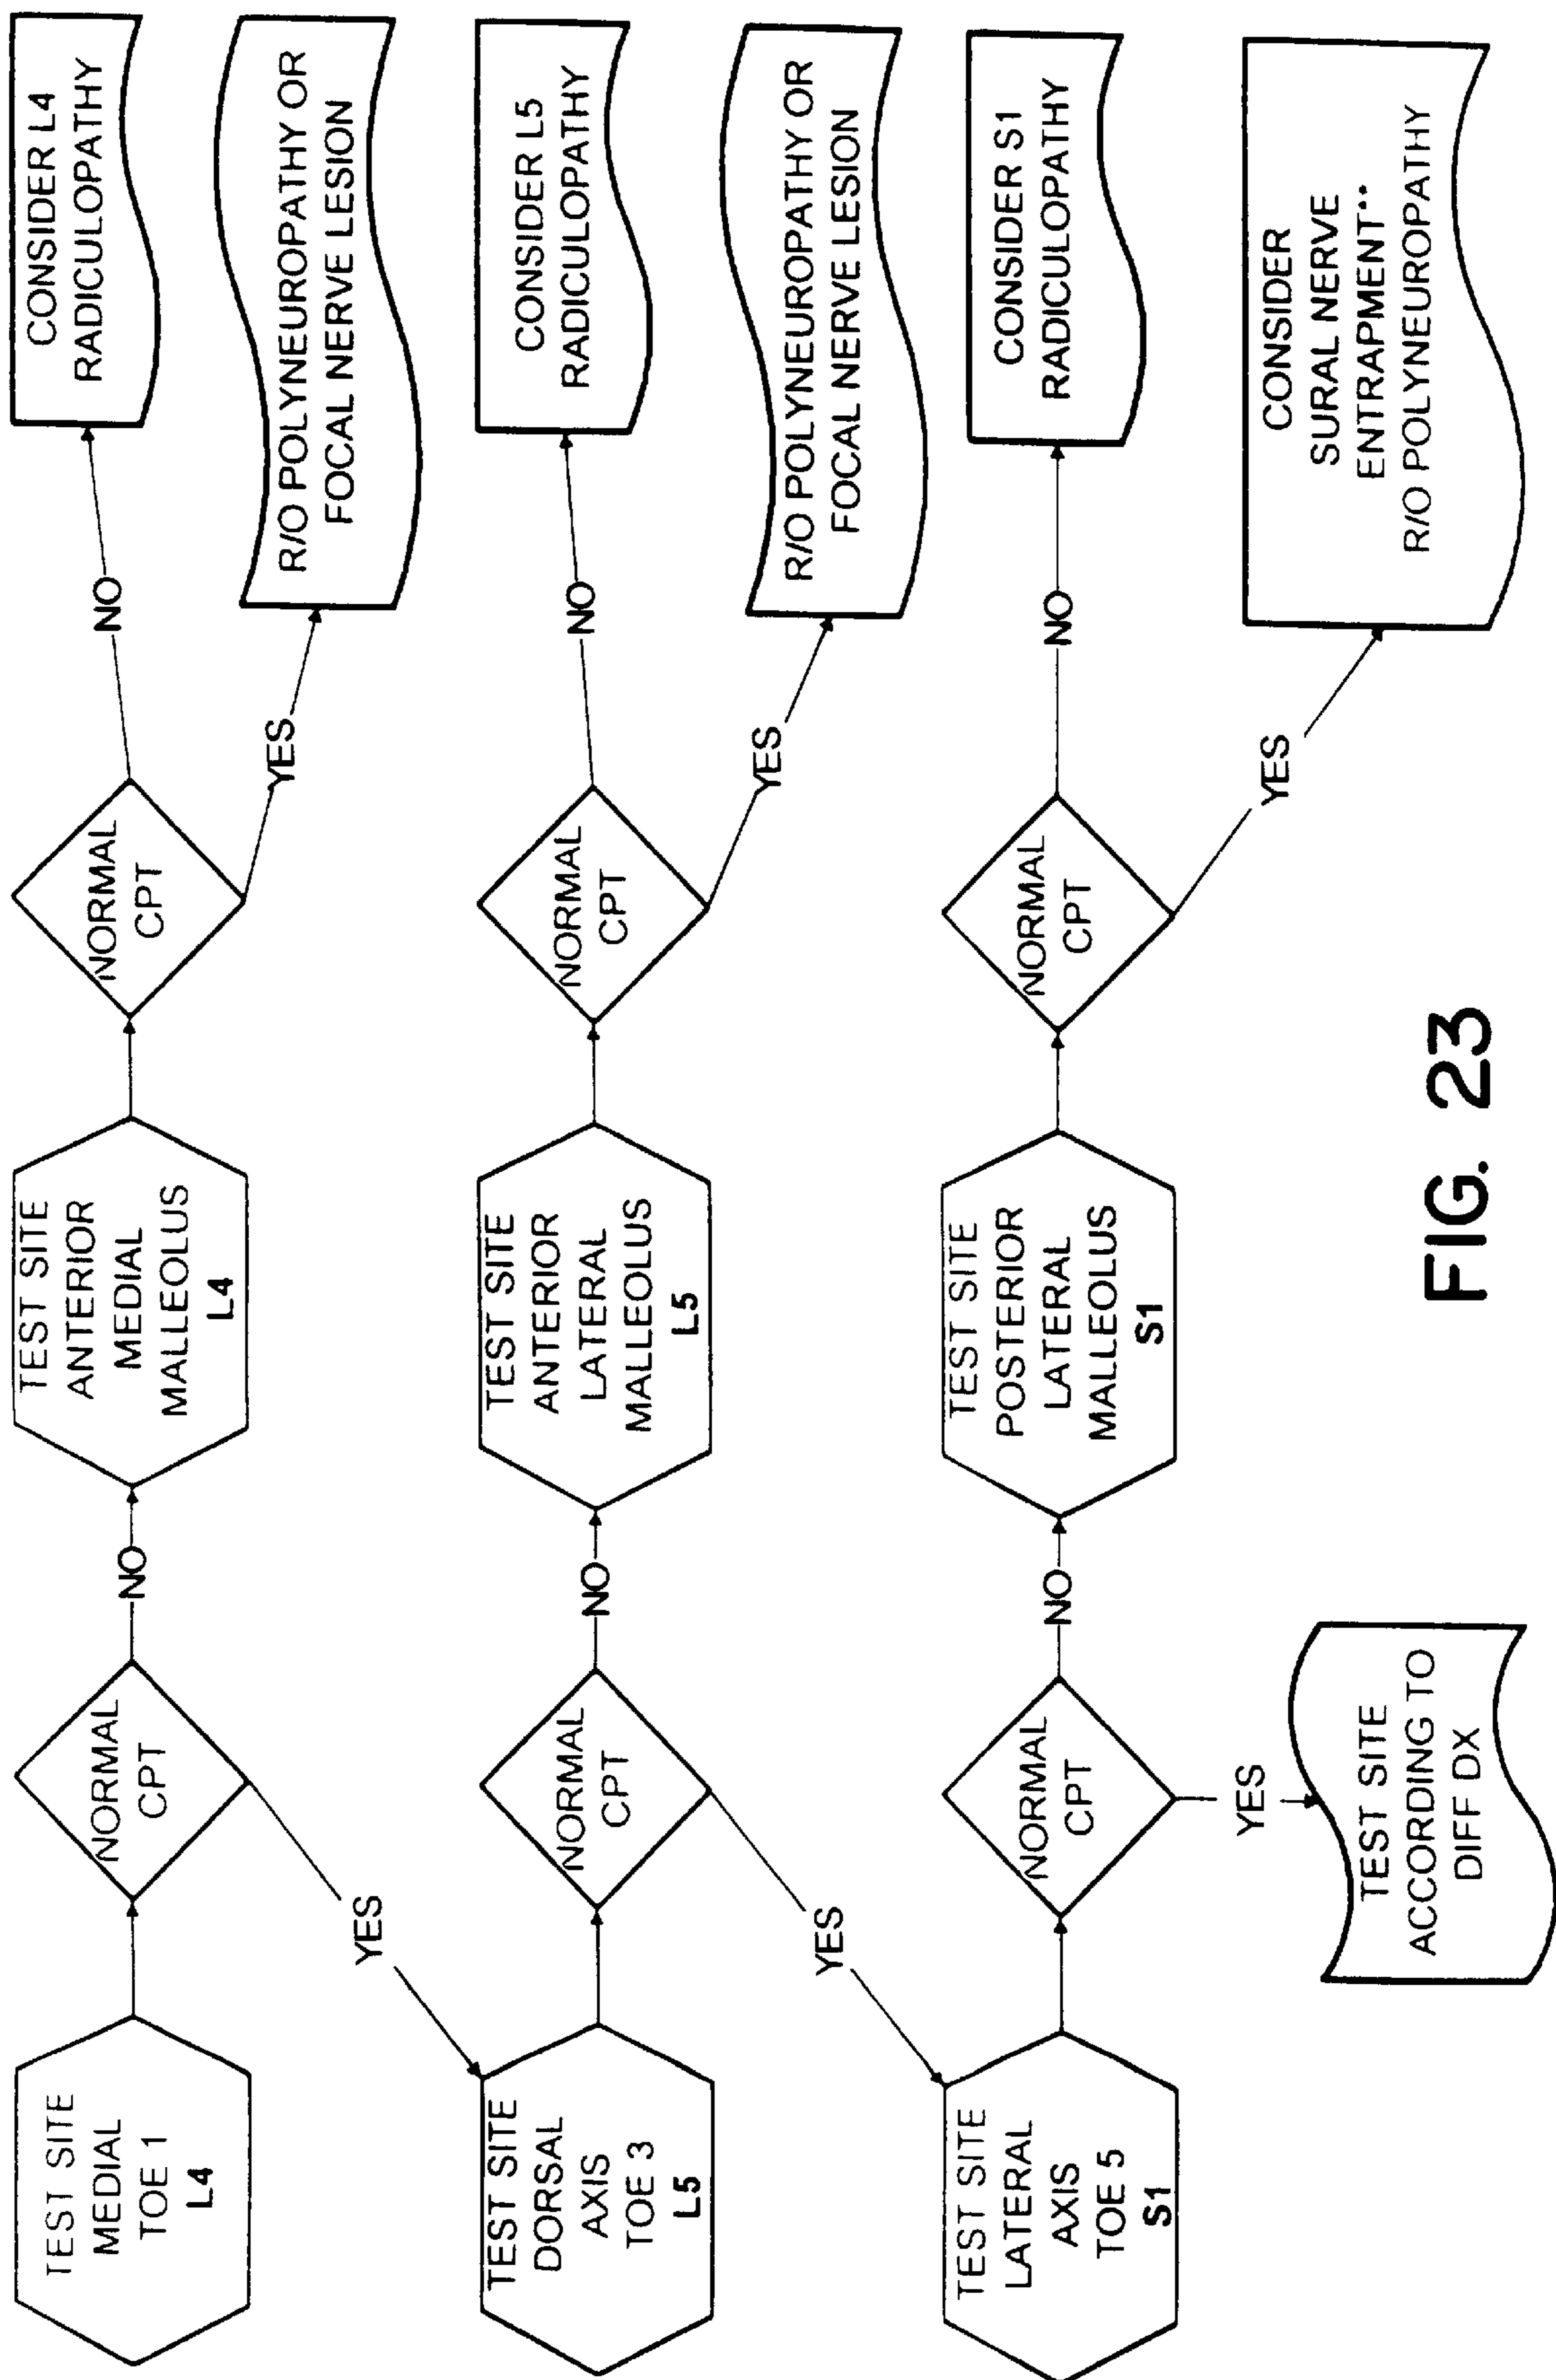 TEST SITE
MEDIAL
TOE 1
L4
NORMAL
CPT
NO
YES
TEST SITE
ANTERIOR
MEDIAL
MALLEOLUS
L4
NORMAL
CPT
NO
YES
CONSIDER L4
RADICULOPATHY
R/O POLYNEUROPATHY OR
FOCAL NERVE LESION
TEST SITE
DORSAL
AXIS
TOE 3
L5
NORMAL
CPT
NO
YES
TEST SITE
ANTERIOR
LATERAL
MALLEOLUS
L5
NORMAL
CPT
NO
YES
CONSIDER L5
RADICULOPATHY
R/O POLYNEUROPATHY OR
FOCAL NERVE LESION
TEST SITE
LATERAL
AXIS
TOE 5
S1
NORMAL
CPT
NO
YES
TEST SITE
ACCORDING TO
DIFF DX
TEST SITE
POSTERIOR
LATERAL
MALLEOLUS
S1
NORMAL
CPT
NO
YES
CONSIDER S1
RADICULOPATHY
CONSIDER
SURAL NERVE
ENTRAPMENT**
R/O POLYNEUROPATHY
FIG. 23